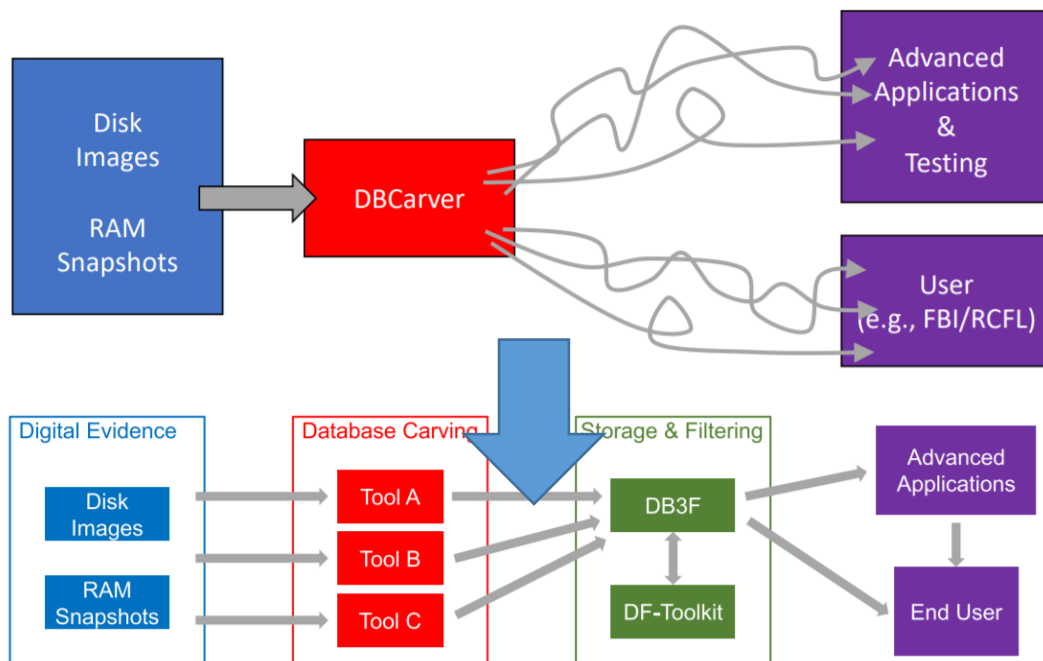 Disk
Images
RAM
Snapshots
DBCarver
Advanced
Applications
&
Testing
User
(e.g., FBI/RCFL)
Digital Evidence
Disk
Images
RAM
Snapshots
Database Carving
Tool A
Tool B
Tool C
Storage & Filtering
DB3F
DF-Toolkit
Advanced
Applications
End User